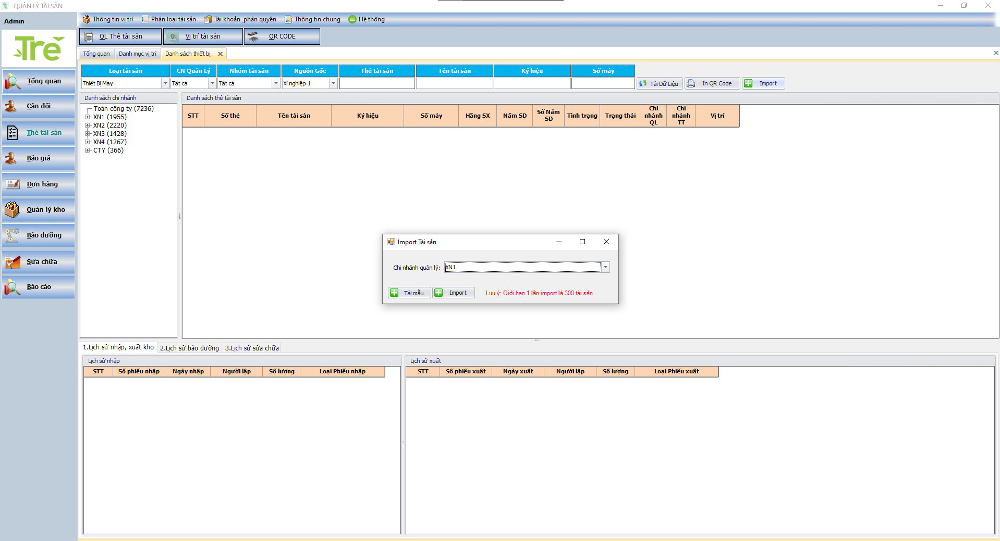 QUẢN LÝ TÀI SẢN
Admin
Thông tin vị trí Phân loại tài sản Tài khoản _phân quyền Thông tin chung Hệ thống
Trẻ
QL Thẻ tài sản Vị trí tài sản QR CODE
Tổng quan Danh mục vị trí Danh sách thiết bị
Loại tài sản CN Quản Lý Nhóm tài sản Nguồn Gốc Thẻ tài sản Tên tài sản Ký hiệu Số máy
Thiết Bị May Tất cả Tất cả Xí nghiệp 1 Tải Dữ Liệu In QR Code Import
Tổng quan
Cân đối
Thẻ tài sản
Báo giá
Đơn hàng
Quản lý kho
Bảo dưỡng
Sửa chữa
Báo cáo
Danh sách chi nhánh
Toàn công ty (7236)
XN1 (1955)
XN2 (2220)
XN3 (1428)
XN4 (1267)
CTY (366)
Danh sách thẻ tài sản
STT Số thẻ Tên tài sản Ký hiệu Số máy Hãng SX Năm SD Số Năm SD Tình trạng Trạng thái Chi nhánh QL Chi nhánh TT Vị trí
Import Tài sản
Chi nhánh quản lý: XN1
Tải mẫu Import Lưu ý: Giới hạn 1 lần import là 300 tài sản
1.Lịch sử nhập, xuất kho 2.Lịch sử bảo dưỡng 3.Lịch sử sửa chữa
Lịch sử nhập
STT Số phiếu nhập Ngày nhập Người lập Số lượng Loại Phiếu nhập
Lịch sử xuất
STT Số phiếu xuất Ngày xuất Người lập Số lượng Loại Phiếu xuất